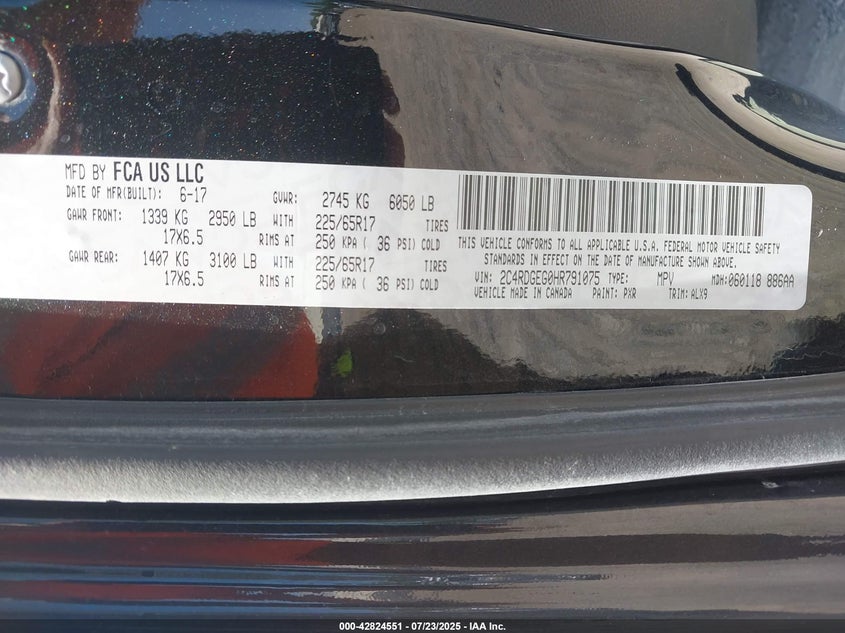 MFD BY FCA US LLC
DATE OF MFR(BUILT): 6-17 GVWR: 2745 KG 6050 LB
GAWR FRONT: 1339 KG 2950 LB WITH 225/65R17 TIRES
17X6.5 RIMS AT 250 KPA ( 36 PSI) COLD
GAWR REAR: 1407 KG 3100 LB WITH 225/65R17 TIRES
17X6.5 RIMS AT 250 KPA ( 36 PSI) COLD
THIS VEHICLE CONFORMS TO ALL APPLICABLE U.S.A. FEDERAL MOTOR VEHICLE SAFETY
STANDARDS IN EFFECT ON THE DATE OF MANUFACTURE SHOWN ABOVE.
VIN: 2C4RDGEG0HR791075 TYPE: MPV MDH:060118 886AA
VEHICLE MADE IN CANADA PAINT: PXR TRIM: ALX9
000-42824551 | 07/23/2025 - IAA Inc.